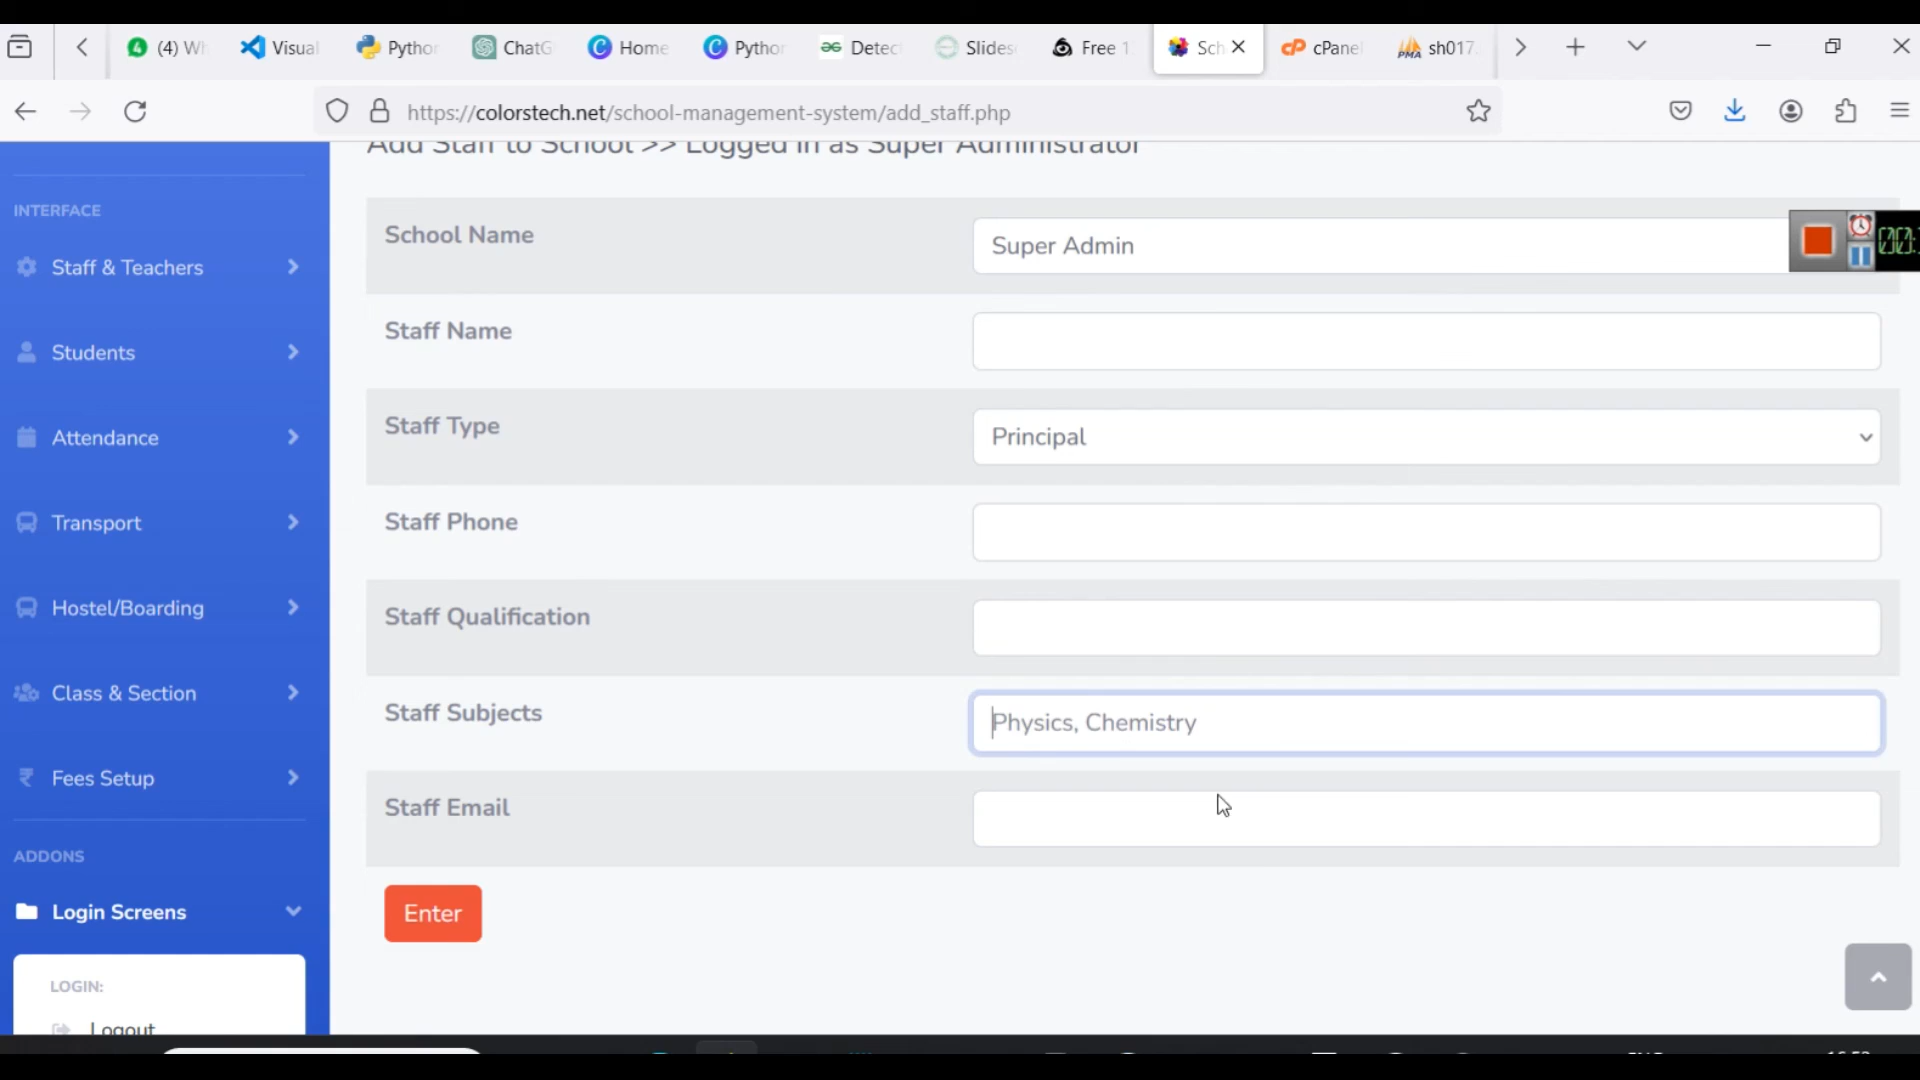 (4) Wh
Visual
Python
ChatG
Home
Python
Detec
Slides
Free 1
Sch
cPanel
PMA
sh017
https://colorstech.net/school-management-system/add_staff.php
Add Staff to School >> Logged in as Super Administrator
INTERFACE
Staff & Teachers
Students
Attendance
Transport
Hostel/Boarding
Class & Section
Fees Setup
ADDONS
Login Screens
LOGIN:
Logout
School Name
Super Admin
Staff Name
Staff Type
Principal
Staff Phone
Staff Qualification
Staff Subjects
Physics, Chemistry
Staff Email
Enter